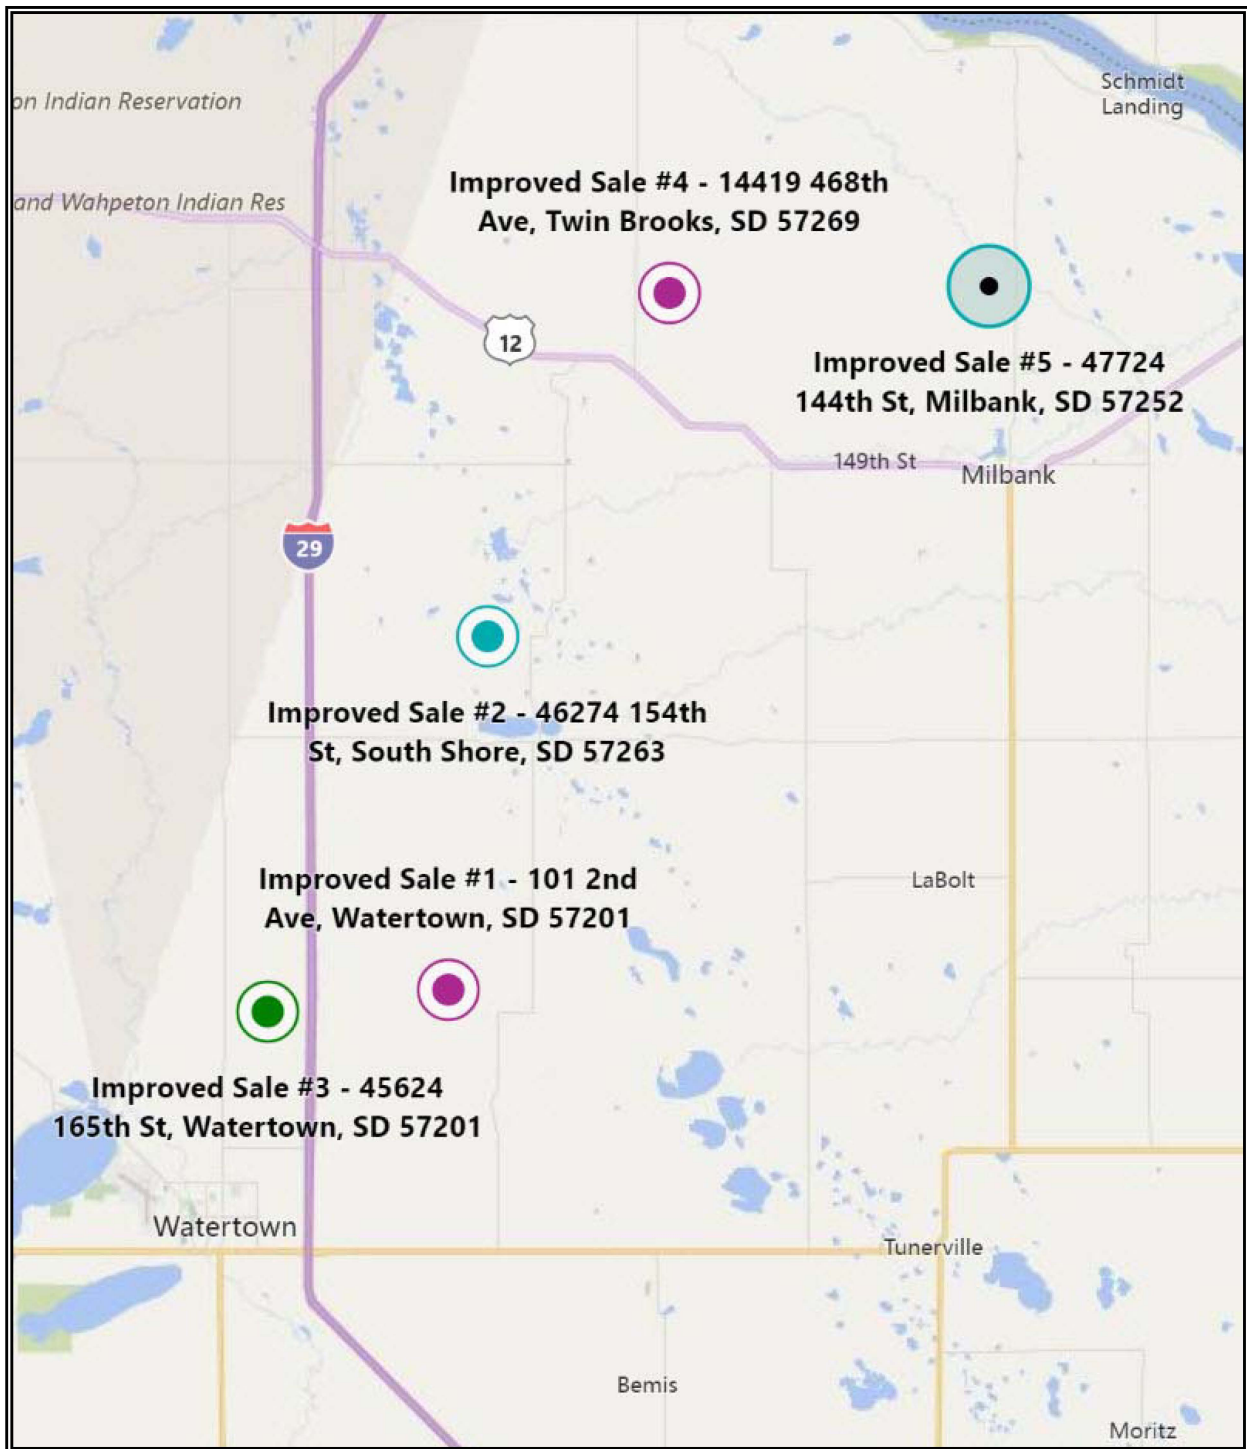 Schmidt
Landing
on Indian Reservation
Improved Sale #4 - 14419 468th
Ave, Twin Brooks, SD 57269
and Wahpeton Indian Res
12
Improved Sale #5 - 47724
144th St, Milbank, SD 57252
149th St
Milbank
29
Improved Sale #2 - 46274 154th
St, South Shore, SD 57263
Improved Sale #1 - 101 2nd
Ave, Watertown, SD 57201
LaBolt
Improved Sale #3 - 45624
165th St, Watertown, SD 57201
Watertown
Tunerville
Bemis
Moritz